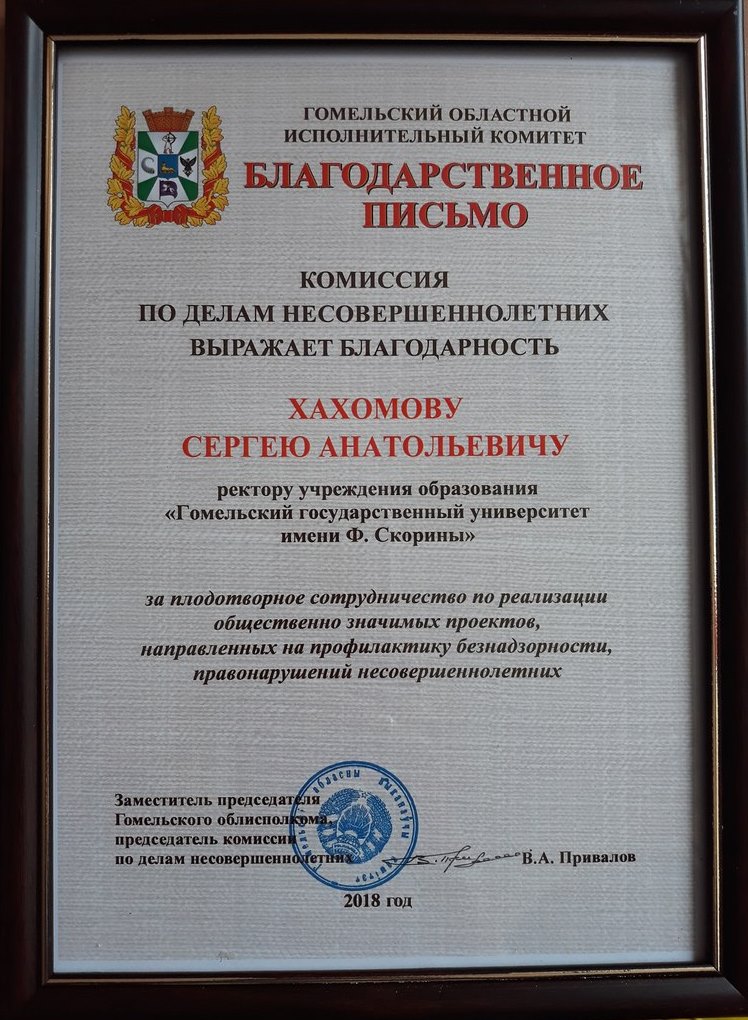 ГОМЕЛЬСКИЙ ОБЛАСТНОЙ
ИСПОЛНИТЕЛЬНЫЙ КОМИТЕТ
БЛАГОДАРСТВЕННОЕ
ПИСЬМО
КОМИССИЯ
ПО ДЕЛАМ НЕСОВЕРШЕННОЛЕТНИХ
ВЫРАЖАЕТ БЛАГОДАРНОСТЬ
ХАХОМОВУ
СЕРГЕЮ АНАТОЛЬЕВИЧУ
ректору учреждения образования
«Гомельский государственный университет
имени Ф. Скорины»
за плодотворное сотрудничество по реализации
общественно значимых проектов,
направленных на профилактику безнадзорности,
правонарушений несовершеннолетних
Заместитель председателя
Гомельского облисполкома,
председатель комиссии
по делам несовершеннолетних
В.А. Привалов
2018 год